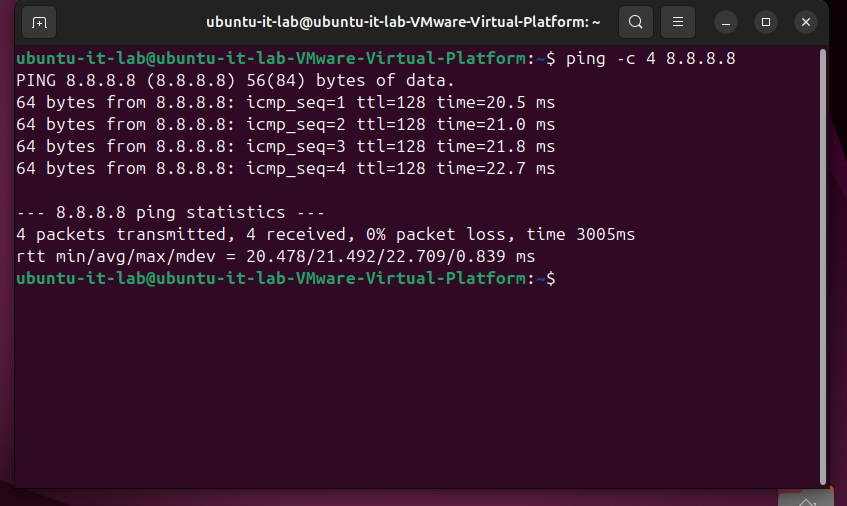 ubuntu-it-lab@ubuntu-it-lab-VMware-Virtual-Platform: ~
ubuntu-it-lab@ubuntu-it-lab-VMware-Virtual-Platform:~$ ping -c 4 8.8.8.8
PING 8.8.8.8 (8.8.8.8) 56(84) bytes of data.
64 bytes from 8.8.8.8: icmp_seq=1 ttl=128 time=20.5 ms
64 bytes from 8.8.8.8: icmp_seq=2 ttl=128 time=21.0 ms
64 bytes from 8.8.8.8: icmp_seq=3 ttl=128 time=21.8 ms
64 bytes from 8.8.8.8: icmp_seq=4 ttl=128 time=22.7 ms

--- 8.8.8.8 ping statistics ---
4 packets transmitted, 4 received, 0% packet loss, time 3005ms
rtt min/avg/max/mdev = 20.478/21.492/22.709/0.839 ms
ubuntu-it-lab@ubuntu-it-lab-VMware-Virtual-Platform:~$